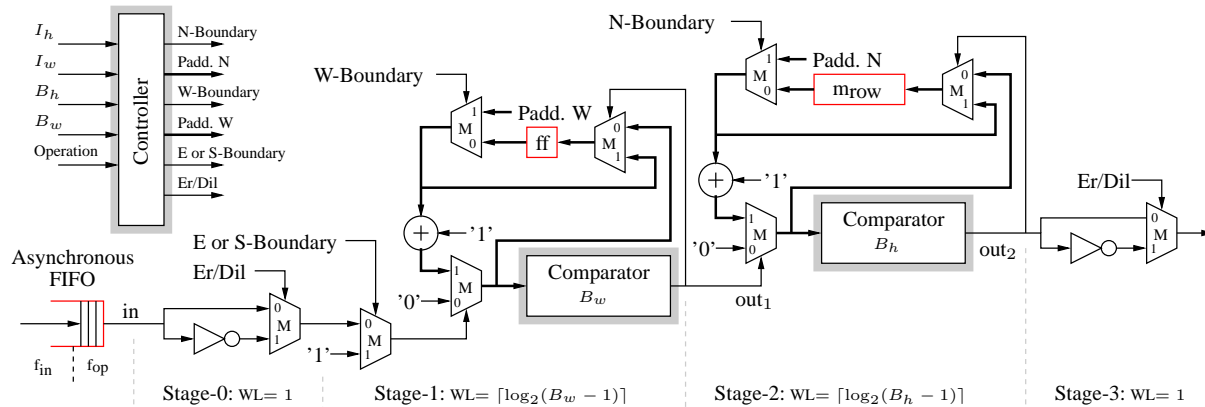 I_h
I_w
B_h
B_w
Operation
Controller
N-Boundary
Padd. N
W-Boundary
Padd. W
E or S-Boundary
Er/Dil
Asynchronous
FIFO
in
f_in
f_op
Er/Dil
0
M
1
E or S-Boundary
0
M
1
'1'
Stage-0: WL= 1
W-Boundary
1
M
0
Padd. W
ff
0
M
1
+
'1'
1
M
0
'0'
Comparator
B_w
out_1
Stage-1: WL= ⌈log_2(B_w − 1)⌉
N-Boundary
1
M
0
Padd. N
m_row
0
M
1
+
'1'
1
M
0
'0'
Comparator
B_h
out_2
Stage-2: WL= ⌈log_2(B_h − 1)⌉
Er/Dil
0
M
1
Stage-3: WL= 1